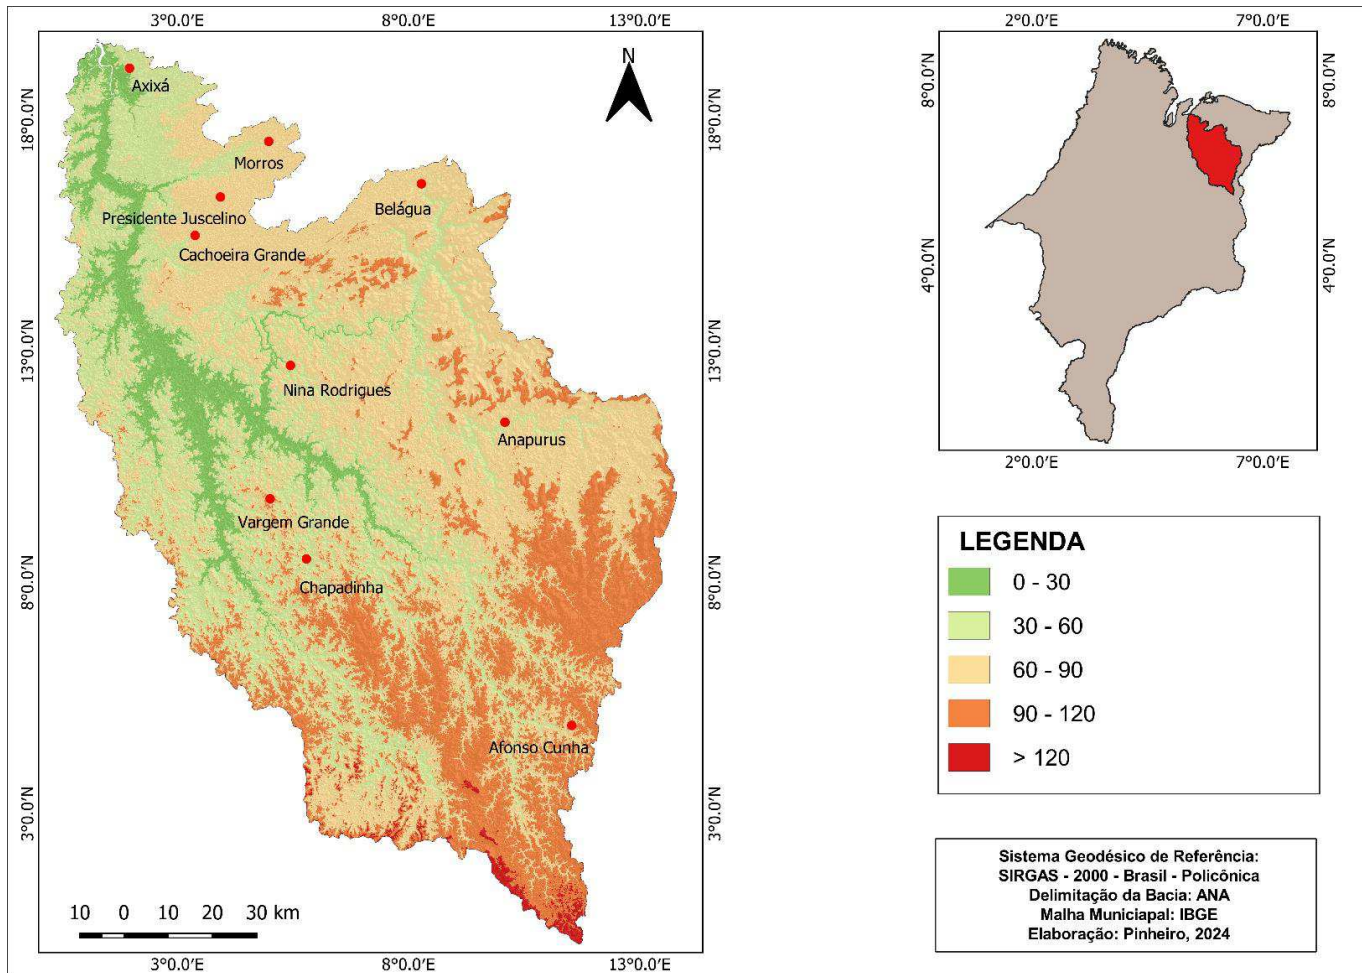 3°0.0'E 8°0.0'E 13°0.0'E
2°0.0'E 7°0.0'E
N
18°0.0'N 18°0.0'N
13°0.0'N 13°0.0'N
8°0.0'N 8°0.0'N
3°0.0'N 3°0.0'N
Axixá
Morros
Presidente Juscelino
Cachoeira Grande
Belágua
Nina Rodrigues
Anapurus
Vargem Grande
Chapadinha
Afonso Cunha
10 0 10 20 30 km
3°0.0'E 8°0.0'E 13°0.0'E
8°0.0'N 8°0.0'N
4°0.0'N 4°0.0'N
2°0.0'E 7°0.0'E
LEGENDA
0 - 30
30 - 60
60 - 90
90 - 120
> 120
Sistema Geodésico de Referência:
SIRGAS - 2000 - Brasil - Policônica
Delimitação da Bacia: ANA
Malha Municiapal: IBGE
Elaboração: Pinheiro, 2024